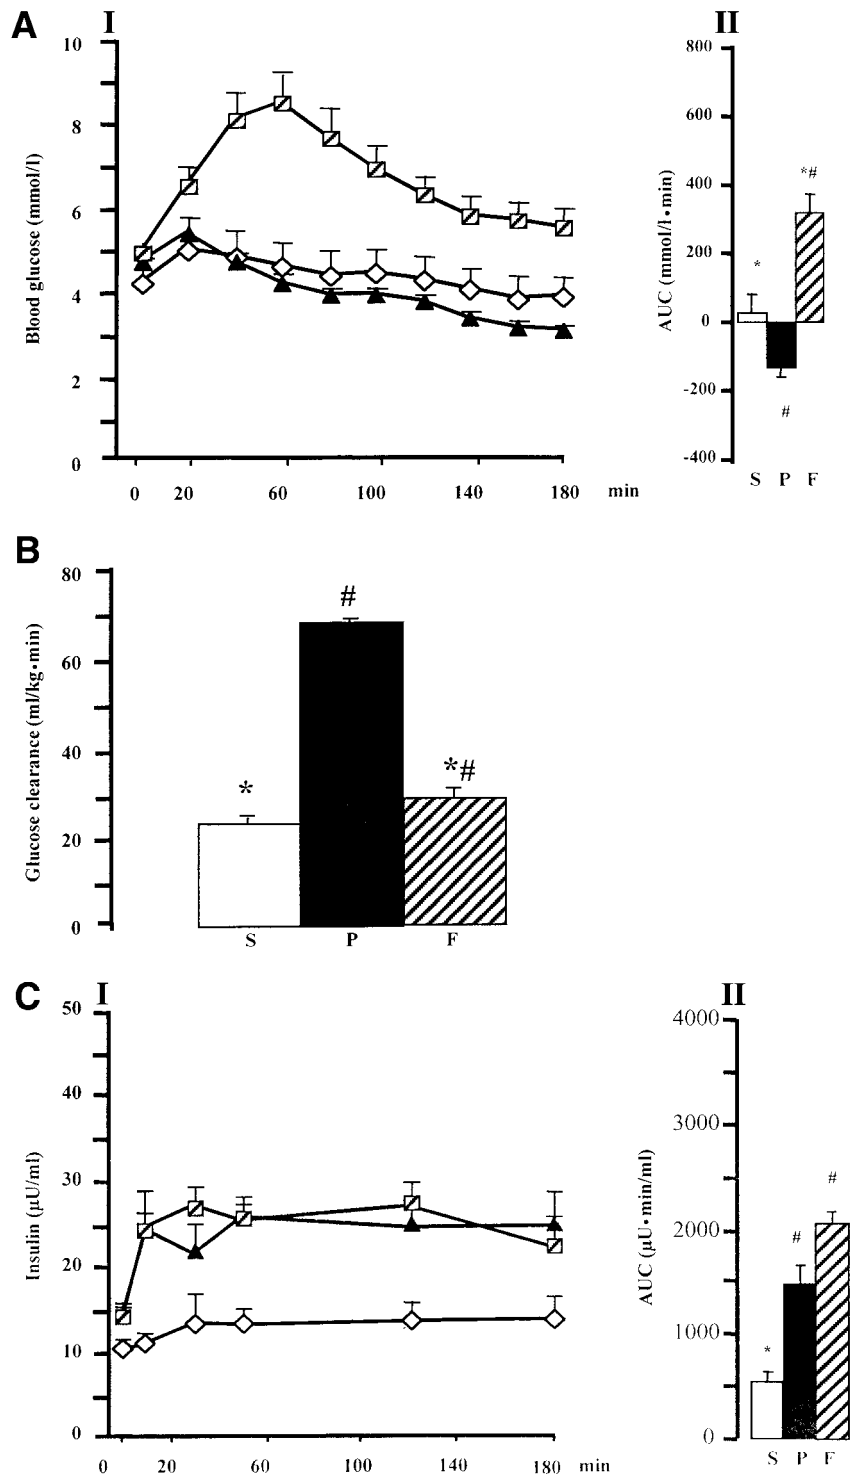 A I II
Blood glucose (mmol/l)
10
8
6
4
2
0
0 20 60 100 140 180 min
AUC (mmol/l•min)
800
600
400
200
0
-200
-400
*
#
*#
S P F
B
Glucose clearance (ml/kg•min)
80
60
40
20
0
*
#
*#
S P F
C I II
Insulin (µU/ml)
50
40
30
20
10
0
0 20 60 100 140 180 min
AUC (µU•min/ml)
4000
3000
2000
1000
0
*
#
#
S P F